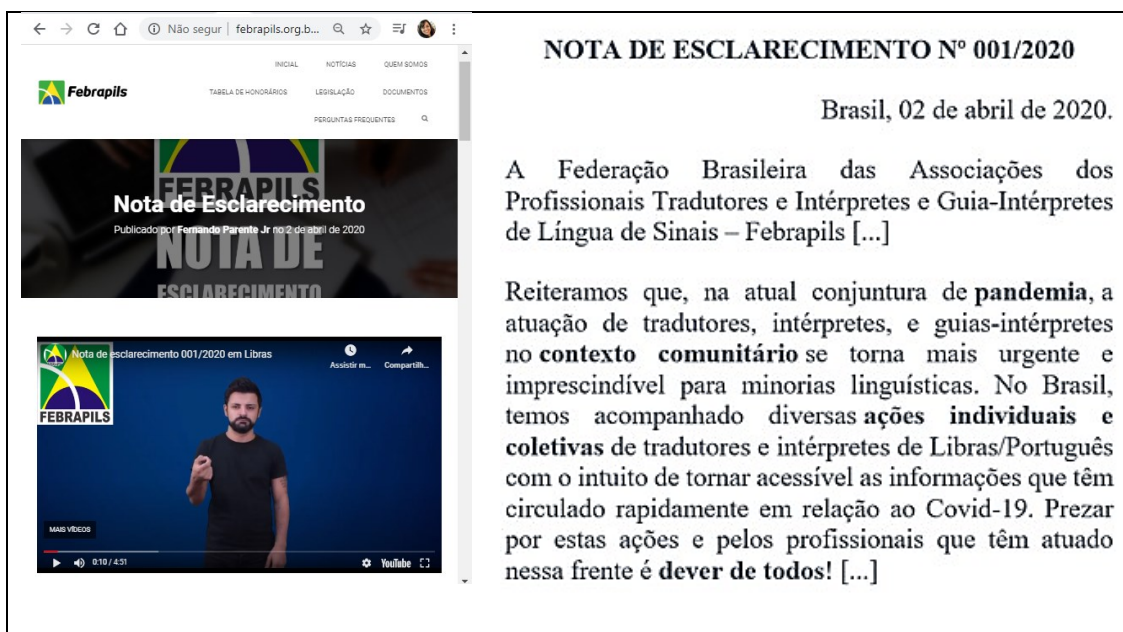 Não segur | febrapils.org.b...
INICIAL NOTÍCIAS QUEM SOMOS
Febrapils
TABELA DE HONORÁRIOS LEGISLAÇÃO DOCUMENTOS
PERGUNTAS FREQUENTES
FEBRAPILS
Nota de Esclarecimento
Publicado por Fernando Parente Jr no 2 de abril de 2020
NOTA DE
ESCLARECIMENTO
Nota de esclarecimento 001/2020 em Libras
Assistir m... Compartilh...
FEBRAPILS
MAIS VÍDEOS
0:10 / 4:51 YouTube
NOTA DE ESCLARECIMENTO Nº 001/2020
Brasil, 02 de abril de 2020.
A Federação Brasileira das Associações dos
Profissionais Tradutores e Intérpretes e Guia-Intérpretes
de Língua de Sinais – Febrapils [...]
Reiteramos que, na atual conjuntura de pandemia, a
atuação de tradutores, intérpretes, e guias-intérpretes
no contexto comunitário se torna mais urgente e
imprescindível para minorias linguísticas. No Brasil,
temos acompanhado diversas ações individuais e
coletivas de tradutores e intérpretes de Libras/Português
com o intuito de tornar acessível as informações que têm
circulado rapidamente em relação ao Covid-19. Prezar
por estas ações e pelos profissionais que têm atuado
nessa frente é dever de todos! [...]